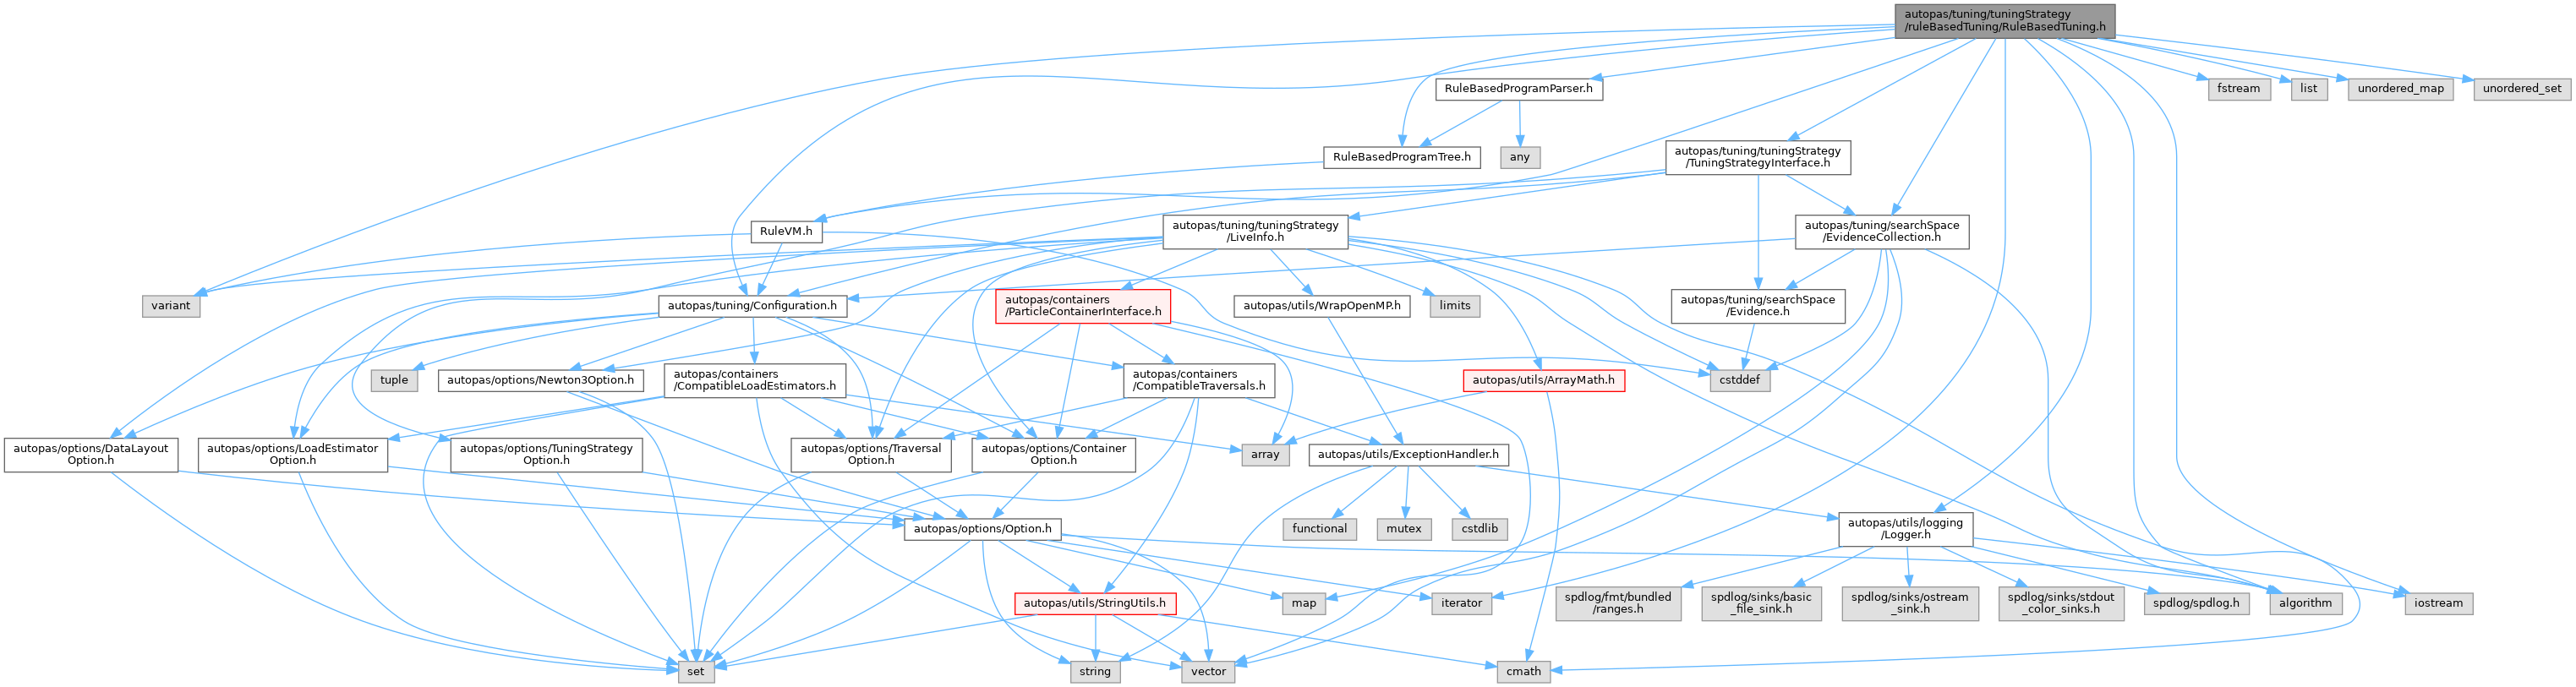 autopas/tuning/tuningStrategy
/ruleBasedTuning/RuleBasedTuning.h
RuleBasedProgramParser.h
fstream
list
unordered_map
unordered_set
RuleBasedProgramTree.h
any
autopas/tuning/tuningStrategy
/TuningStrategyInterface.h
RuleVM.h
autopas/tuning/tuningStrategy
/LiveInfo.h
autopas/tuning/searchSpace
/EvidenceCollection.h
variant
autopas/tuning/Configuration.h
autopas/containers
/ParticleContainerInterface.h
autopas/utils/WrapOpenMP.h
limits
autopas/tuning/searchSpace
/Evidence.h
tuple
autopas/options/Newton3Option.h
autopas/containers
/CompatibleLoadEstimators.h
autopas/containers
/CompatibleTraversals.h
autopas/utils/ArrayMath.h
cstddef
autopas/options/DataLayout
Option.h
autopas/options/LoadEstimator
Option.h
autopas/options/TuningStrategy
Option.h
autopas/options/Traversal
Option.h
autopas/options/Container
Option.h
array
autopas/utils/ExceptionHandler.h
autopas/options/Option.h
functional
mutex
cstdlib
autopas/utils/logging
/Logger.h
autopas/utils/StringUtils.h
map
iterator
spdlog/fmt/bundled
/ranges.h
spdlog/sinks/basic
_file_sink.h
spdlog/sinks/ostream
_sink.h
spdlog/sinks/stdout
_color_sinks.h
spdlog/spdlog.h
algorithm
iostream
set
string
vector
cmath